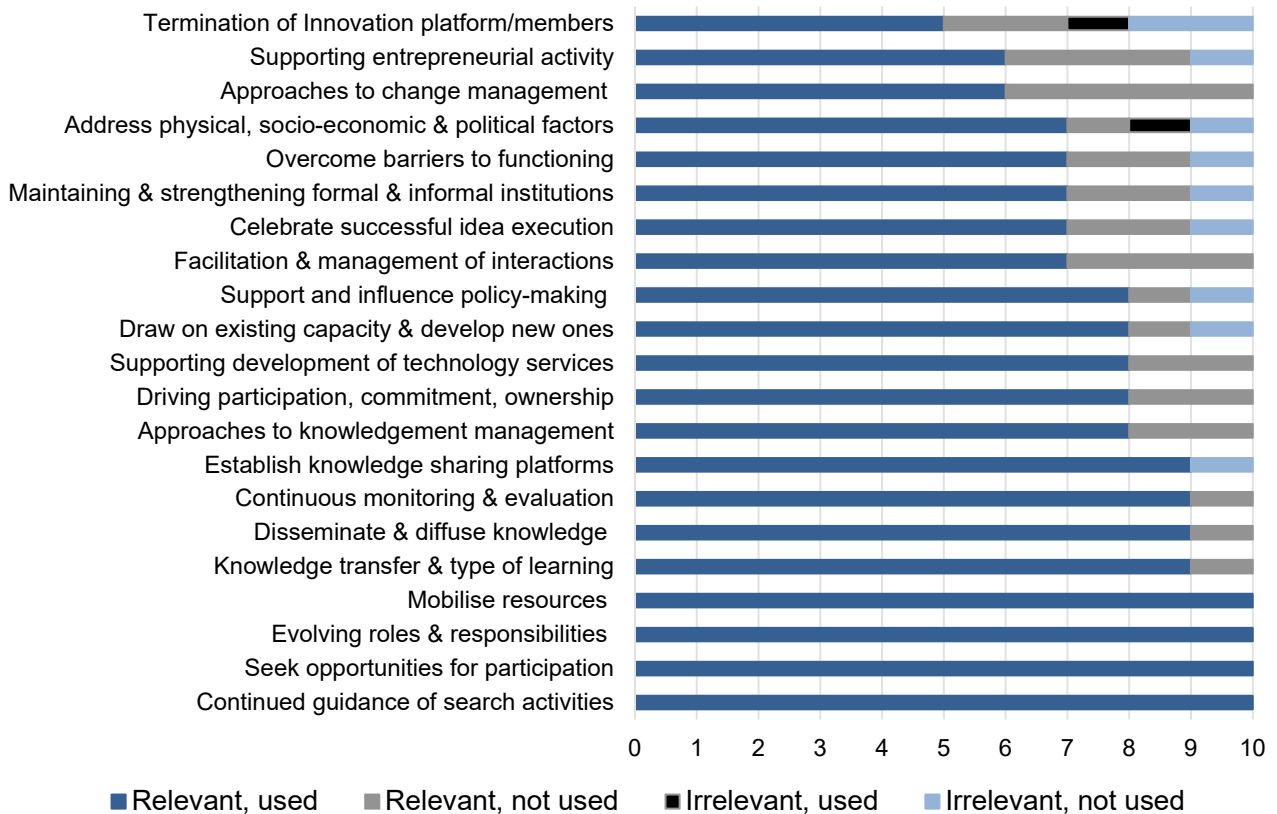 Termination of Innovation platform/members
Supporting entrepreneurial activity
Approaches to change management
Address physical, socio-economic & political factors
Overcome barriers to functioning
Maintaining & strengthening formal & informal institutions
Celebrate successful idea execution
Facilitation & management of interactions
Support and influence policy-making
Draw on existing capacity & develop new ones
Supporting development of technology services
Driving participation, commitment, ownership
Approaches to knowledgement management
Establish knowledge sharing platforms
Continuous monitoring & evaluation
Disseminate & diffuse knowledge
Knowledge transfer & type of learning
Mobilise resources
Evolving roles & responsibilities
Seek opportunities for participation
Continued guidance of search activities
0 1 2 3 4 5 6 7 8 9 10
Relevant, used Relevant, not used Irrelevant, used Irrelevant, not used